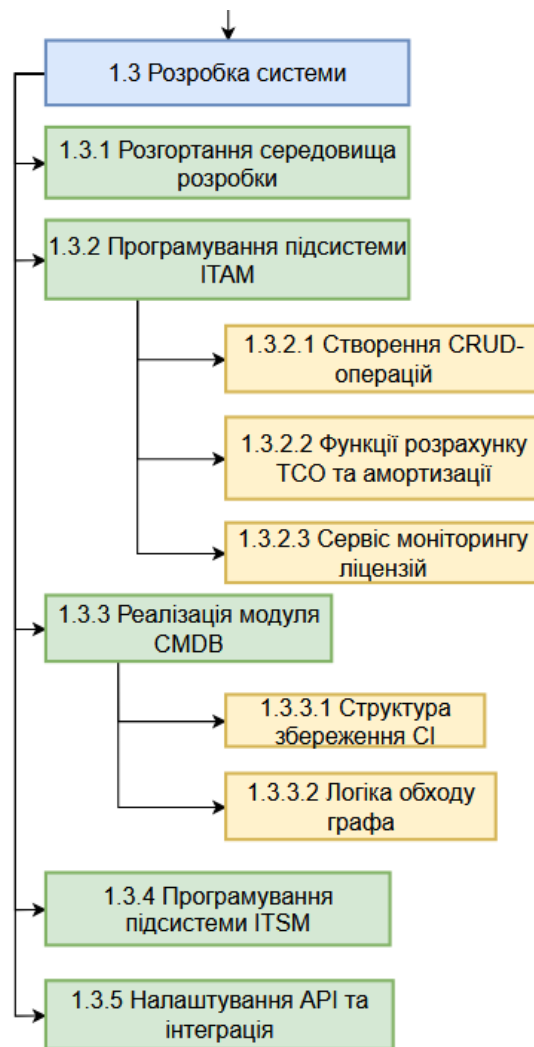 1.3 Розробка системи
1.3.1 Розгортання середовища
розробки
1.3.2 Програмування підсистеми
ITAM
1.3.2.1 Створення CRUD-
операцій
1.3.2.2 Функції розрахунку
TCO та амортизації
1.3.2.3 Сервіс моніторингу
ліцензій
1.3.3 Реалізація модуля
CMDB
1.3.3.1 Структура
збереження CI
1.3.3.2 Логіка обходу
графа
1.3.4 Програмування
підсистеми ITSM
1.3.5 Налаштування API та
інтеграція